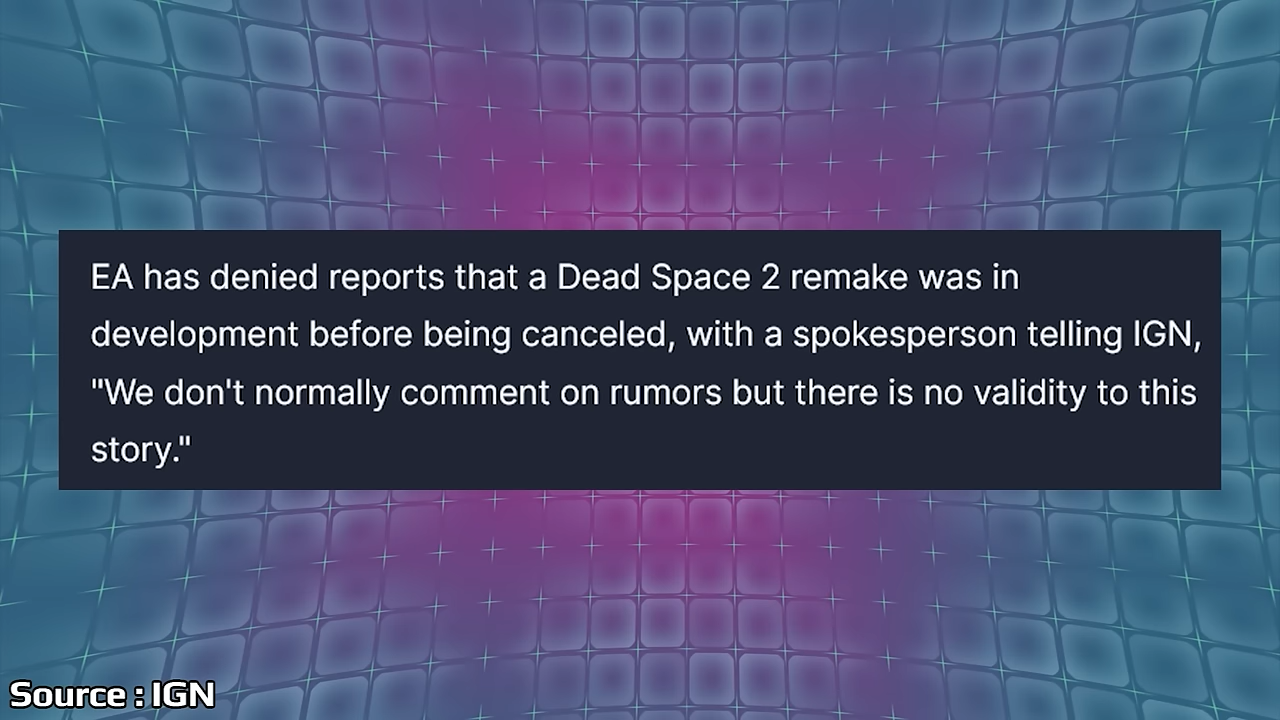 EA has denied reports that a Dead Space 2 remake was in
development before being canceled, with a spokesperson telling IGN,
"We don't normally comment on rumors but there is no validity to this
story."
Source : IGN